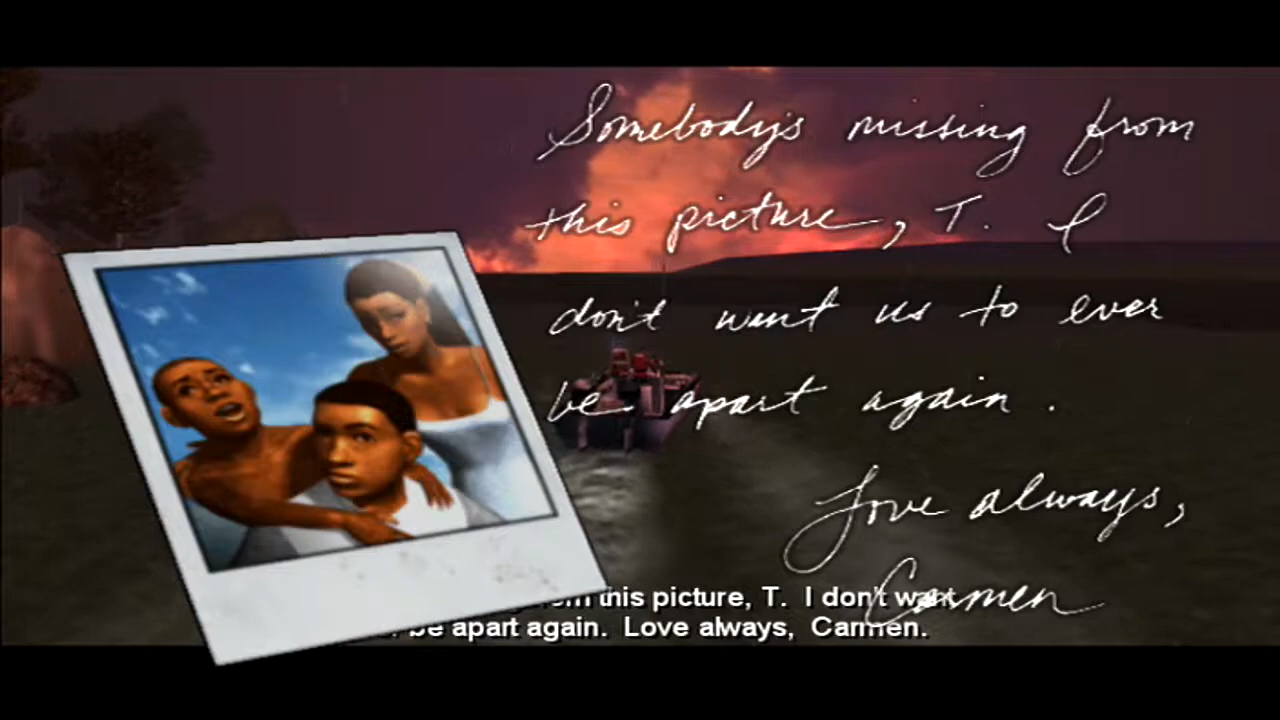 Somebody's missing from
this picture, T. I
don't want us to ever
be apart again.
Love always,
Carmen
this picture, T. I don't want
be apart again. Love always, Carmen.